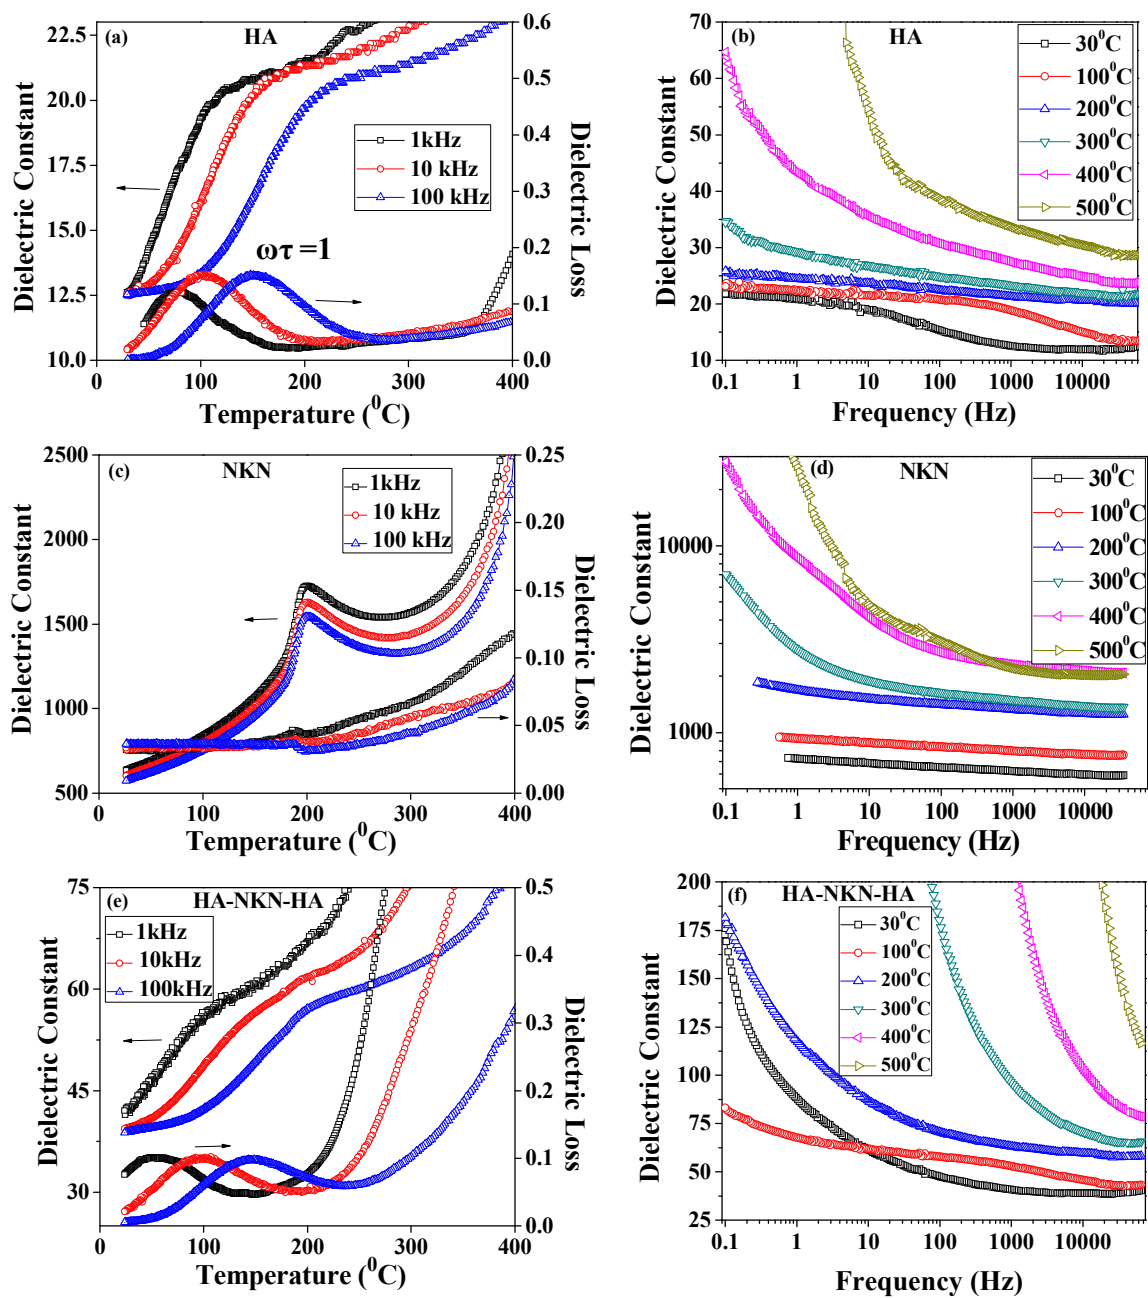 (a)
HA
22.5
20.0
17.5
15.0
12.5
10.0
0.6
0.5
0.4
0.3
0.2
0.1
0.0
1kHz
10 kHz
100 kHz
ωτ =1
Dielectric Constant
Dielectric Loss
0 100 200 300 400
Temperature (⁰C)
(b)
HA
70
60
50
40
30
20
10
30⁰C
100⁰C
200⁰C
300⁰C
400⁰C
500⁰C
Dielectric Constant
0.1 1 10 100 1000 10000
Frequency (Hz)
(c)
NKN
2500
2000
1500
1000
500
0.25
0.20
0.15
0.10
0.05
0.00
1kHz
10 kHz
100 kHz
Dielectric Constant
Dielectric Loss
0 100 200 300 400
Temperature (⁰C)
(d)
NKN
10000
1000
30⁰C
100⁰C
200⁰C
300⁰C
400⁰C
500⁰C
Dielectric Constant
0.1 1 10 100 1000 10000
Frequency (Hz)
(e)
HA-NKN-HA
75
60
45
30
0.5
0.4
0.3
0.2
0.1
0.0
1kHz
10kHz
100kHz
Dielectric Constant
Dielectric Loss
0 100 200 300 400
Temperature (⁰C)
(f)
HA-NKN-HA
200
175
150
125
100
75
50
25
30⁰C
100⁰C
200⁰C
300⁰C
400⁰C
500⁰C
Dielectric Constant
0.1 1 10 100 1000 10000
Frequency (Hz)